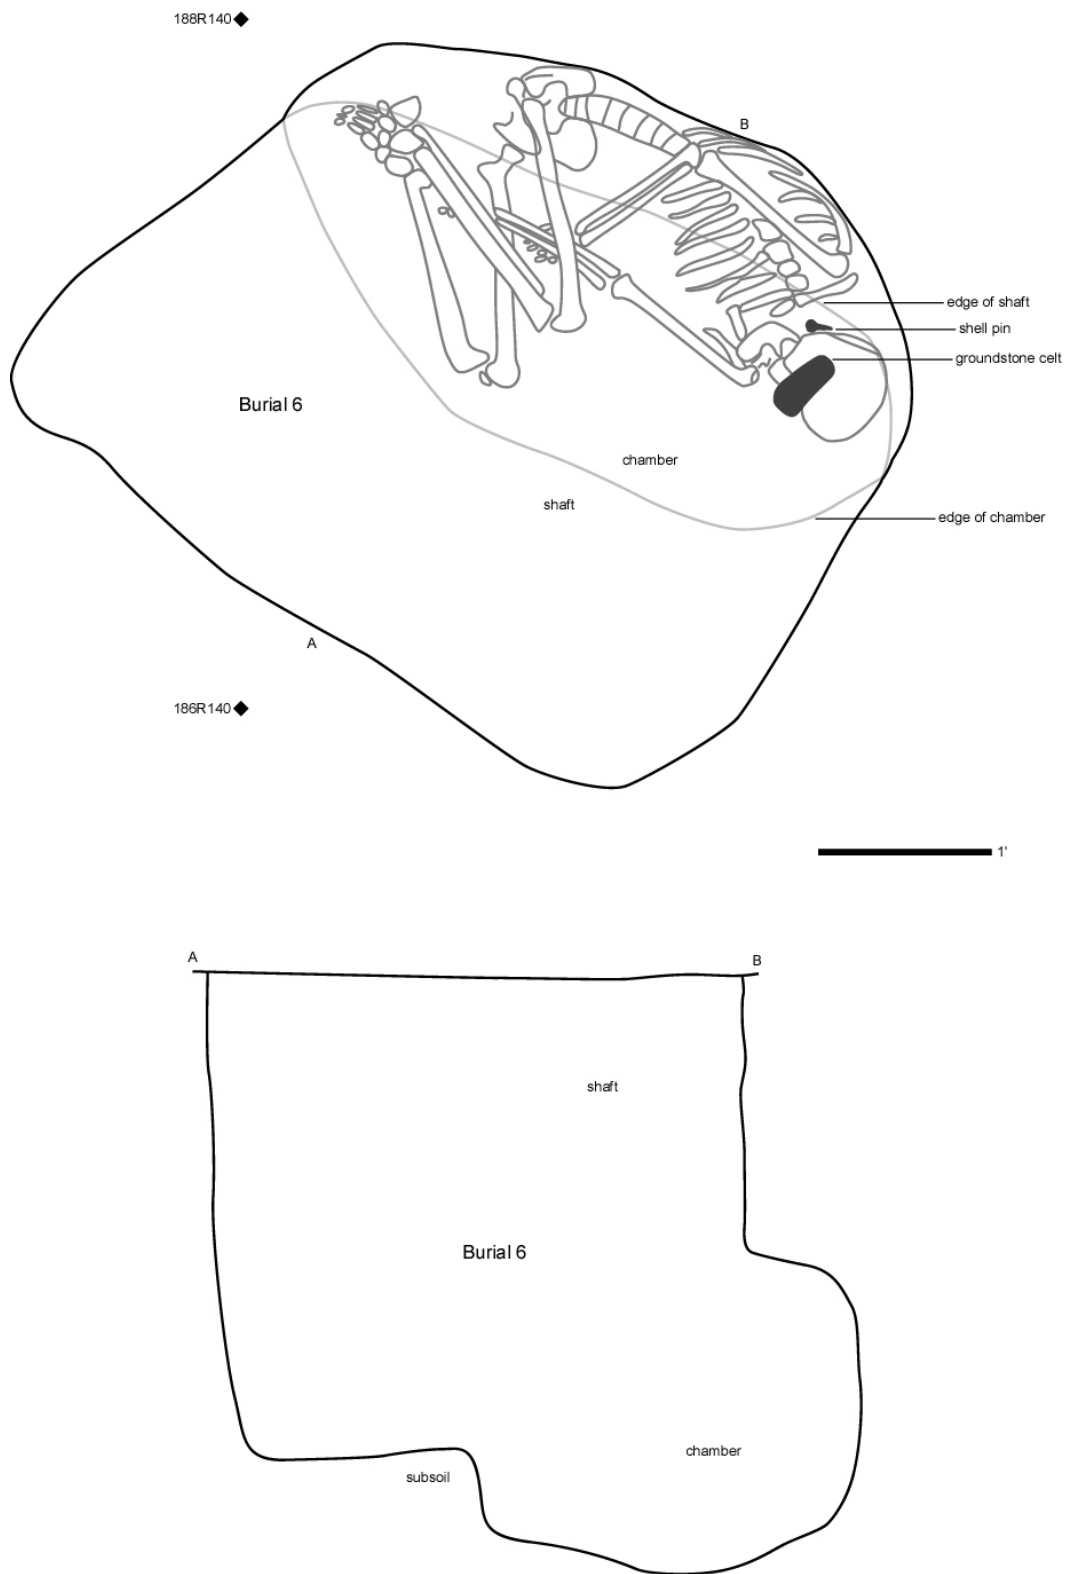 188R140
B
edge of shaft
shell pin
groundstone celt
Burial 6
chamber
shaft
edge of chamber
A
186R140
1'
A
B
shaft
Burial 6
chamber
subsoil